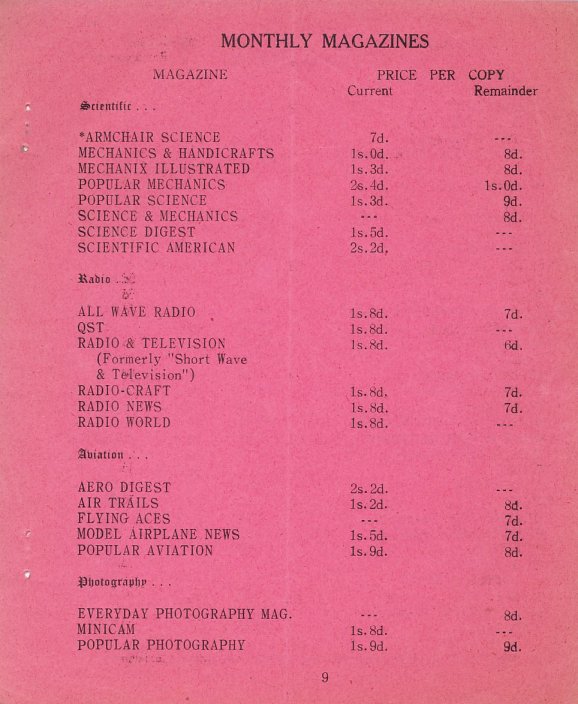 MONTHLY MAGAZINES
MAGAZINE PRICE PER COPY
Current Remainder
Scientific . . .
*ARMCHAIR SCIENCE 7d. ---
MECHANICS & HANDICRAFTS 1s.0d. 8d.
MECHANIX ILLUSTRATED 1s.3d. 8d.
POPULAR MECHANICS 2s.4d. 1s.0d.
POPULAR SCIENCE 1s.3d. 9d.
SCIENCE & MECHANICS --- 8d.
SCIENCE DIGEST 1s.5d. ---
SCIENTIFIC AMERICAN 2s.2d. ---
Radio . . .
ALL WAVE RADIO 1s.8d. 7d.
QST 1s.8d. ---
RADIO & TELEVISION 1s.8d. 6d.
(Formerly "Short Wave
& Television")
RADIO-CRAFT 1s.8d. 7d.
RADIO NEWS 1s.8d. 7d.
RADIO WORLD 1s.8d. ---
Aviation . . .
AERO DIGEST 2s.2d. ---
AIR TRAILS 1s.2d. 8d.
FLYING ACES --- 7d.
MODEL AIRPLANE NEWS 1s.5d. 7d.
POPULAR AVIATION 1s.9d. 8d.
Photography . . .
EVERYDAY PHOTOGRAPHY MAG. --- 8d.
MINICAM 1s.8d. ---
POPULAR PHOTOGRAPHY 1s.9d. 9d.
9